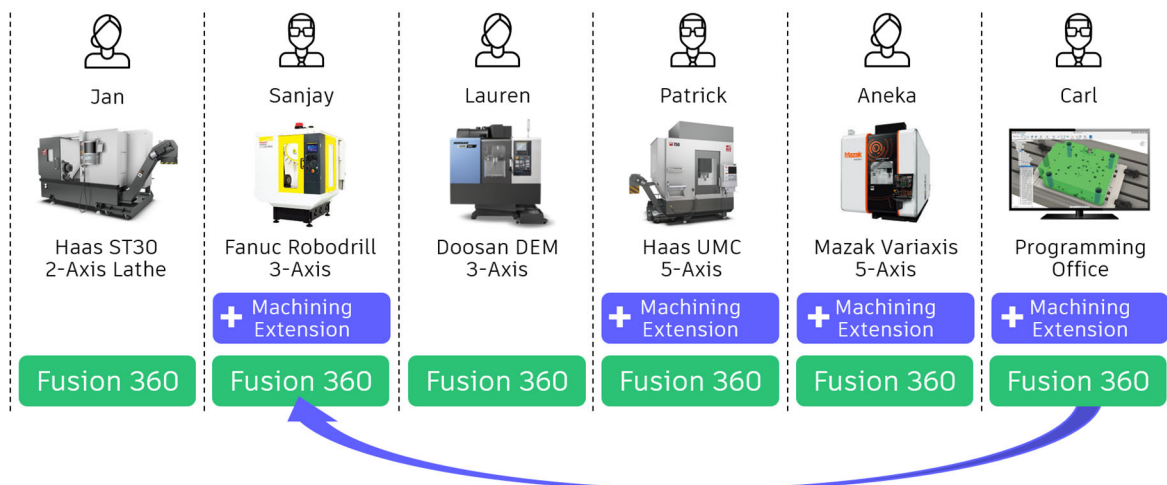 Jan
Sanjay
Lauren
Patrick
Aneka
Carl
Mazak
Haas ST30
2-Axis Lathe
Fanuc Robodrill
3-Axis
Doosan DEM
3-Axis
Haas UMC
5-Axis
Mazak Variaxis
5-Axis
Programming
Office
Machining
Extension
Machining
Extension
Machining
Extension
Machining
Extension
Fusion 360
Fusion 360
Fusion 360
Fusion 360
Fusion 360
Fusion 360